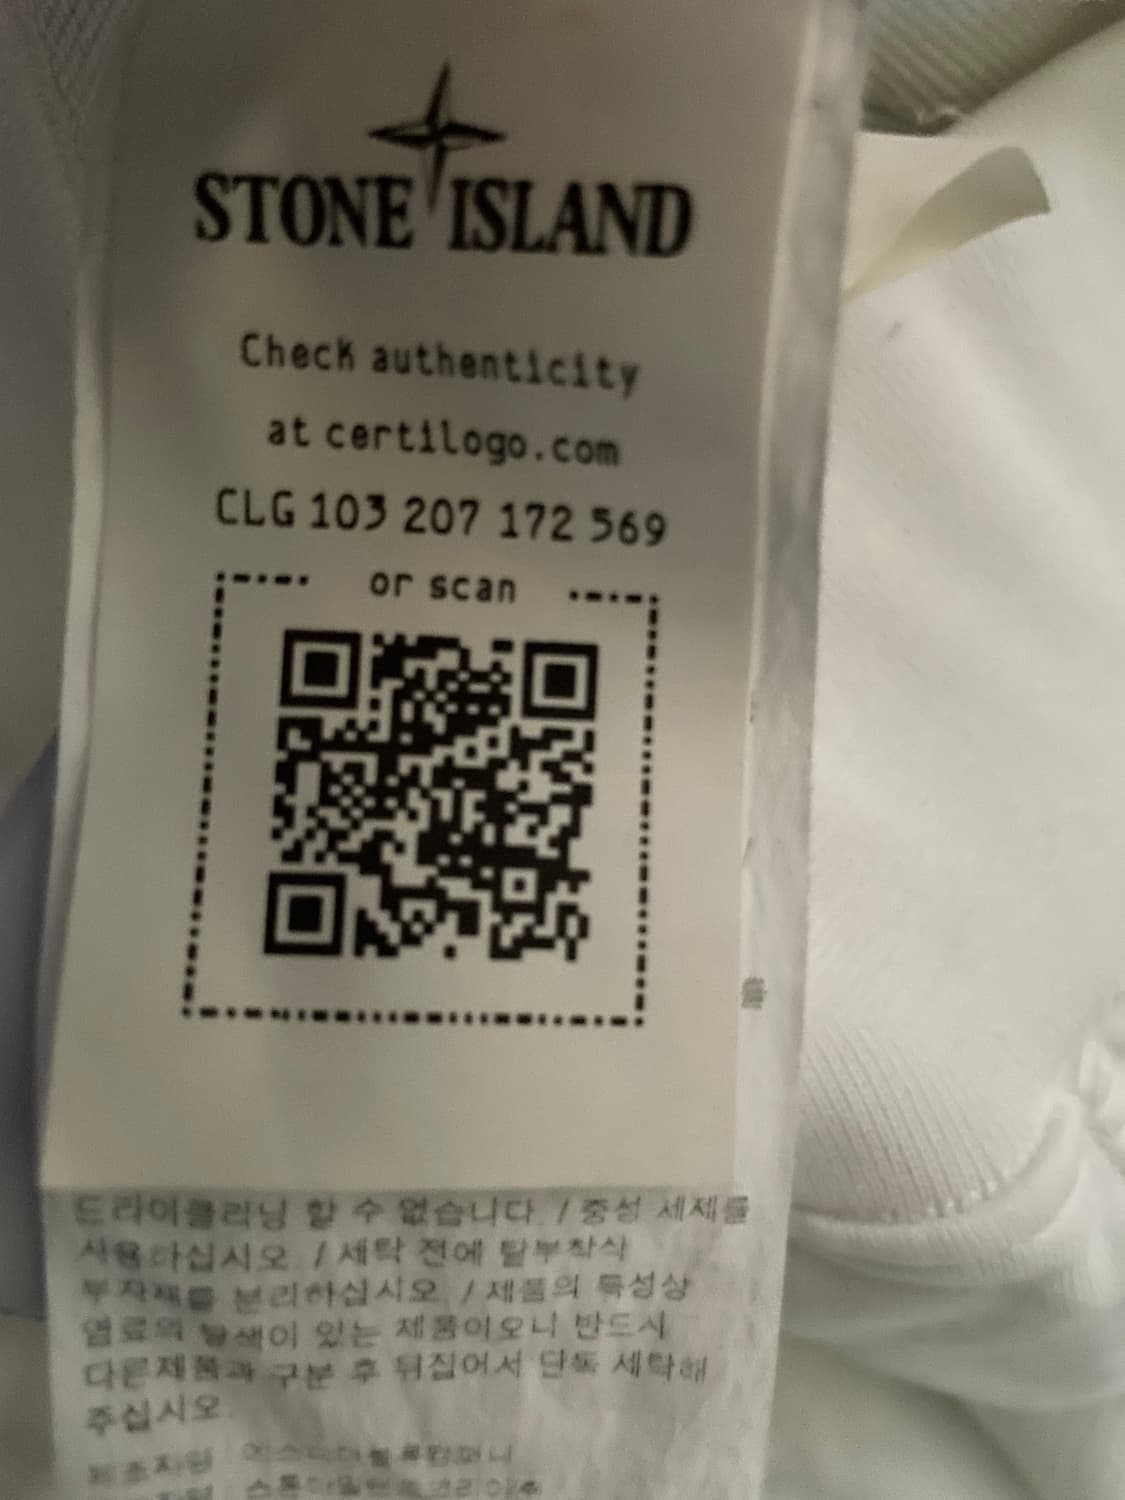 STONE ISLAND
Check authenticity
at certilogo.com
CLG 103 207 172 569
or scan
드라이클리닝 할 수 없습니다. / 중성 세제를
사용하십시오. / 세탁 전에 탈부착식
부자재를 분리하십시오. / 제품의 특성상
염료의 탈색이 있는 제품이오니 반드시
다른제품과 구분 후 뒤집어서 단독 세탁해
주십시오.
제조자원